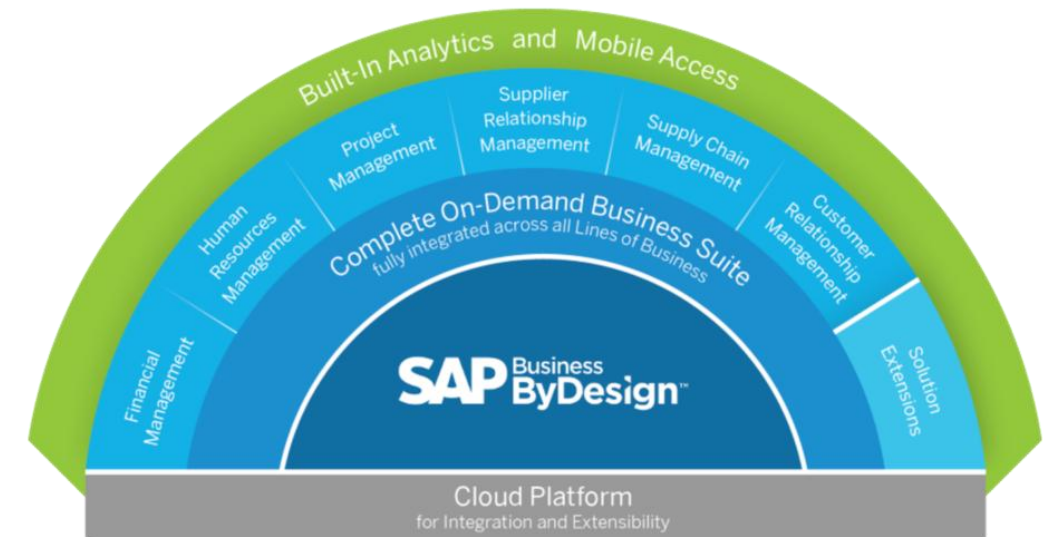 Built-In Analytics and Mobile Access
Financial
Management
Human
Resources
Management
Project
Management
Supplier
Relationship
Management
Supply Chain
Management
Customer
Relationship
Management
Solution
Extensions
Complete On-Demand Business Suite
fully integrated across all Lines of Business
SAP Business
ByDesign™
Cloud Platform
for Integration and Extensibility